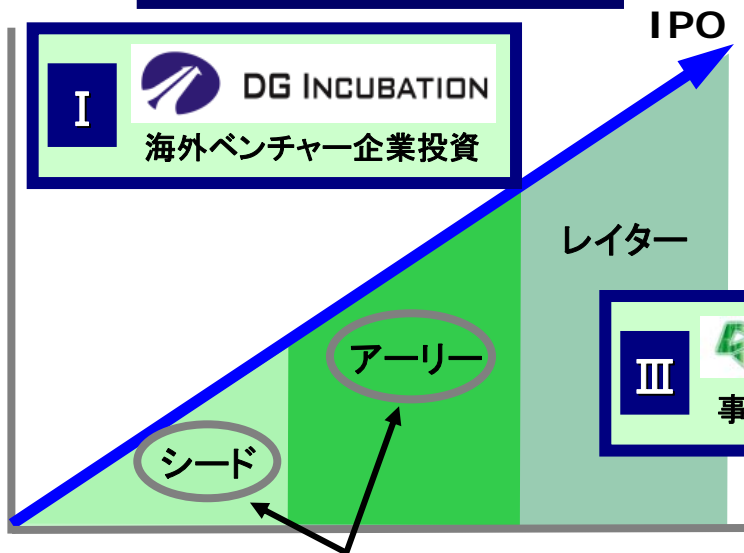 IPO
Ⅰ
DG INCUBATION
海外ベンチャー企業投資
レイター
アーリー
Ⅲ
事
シード